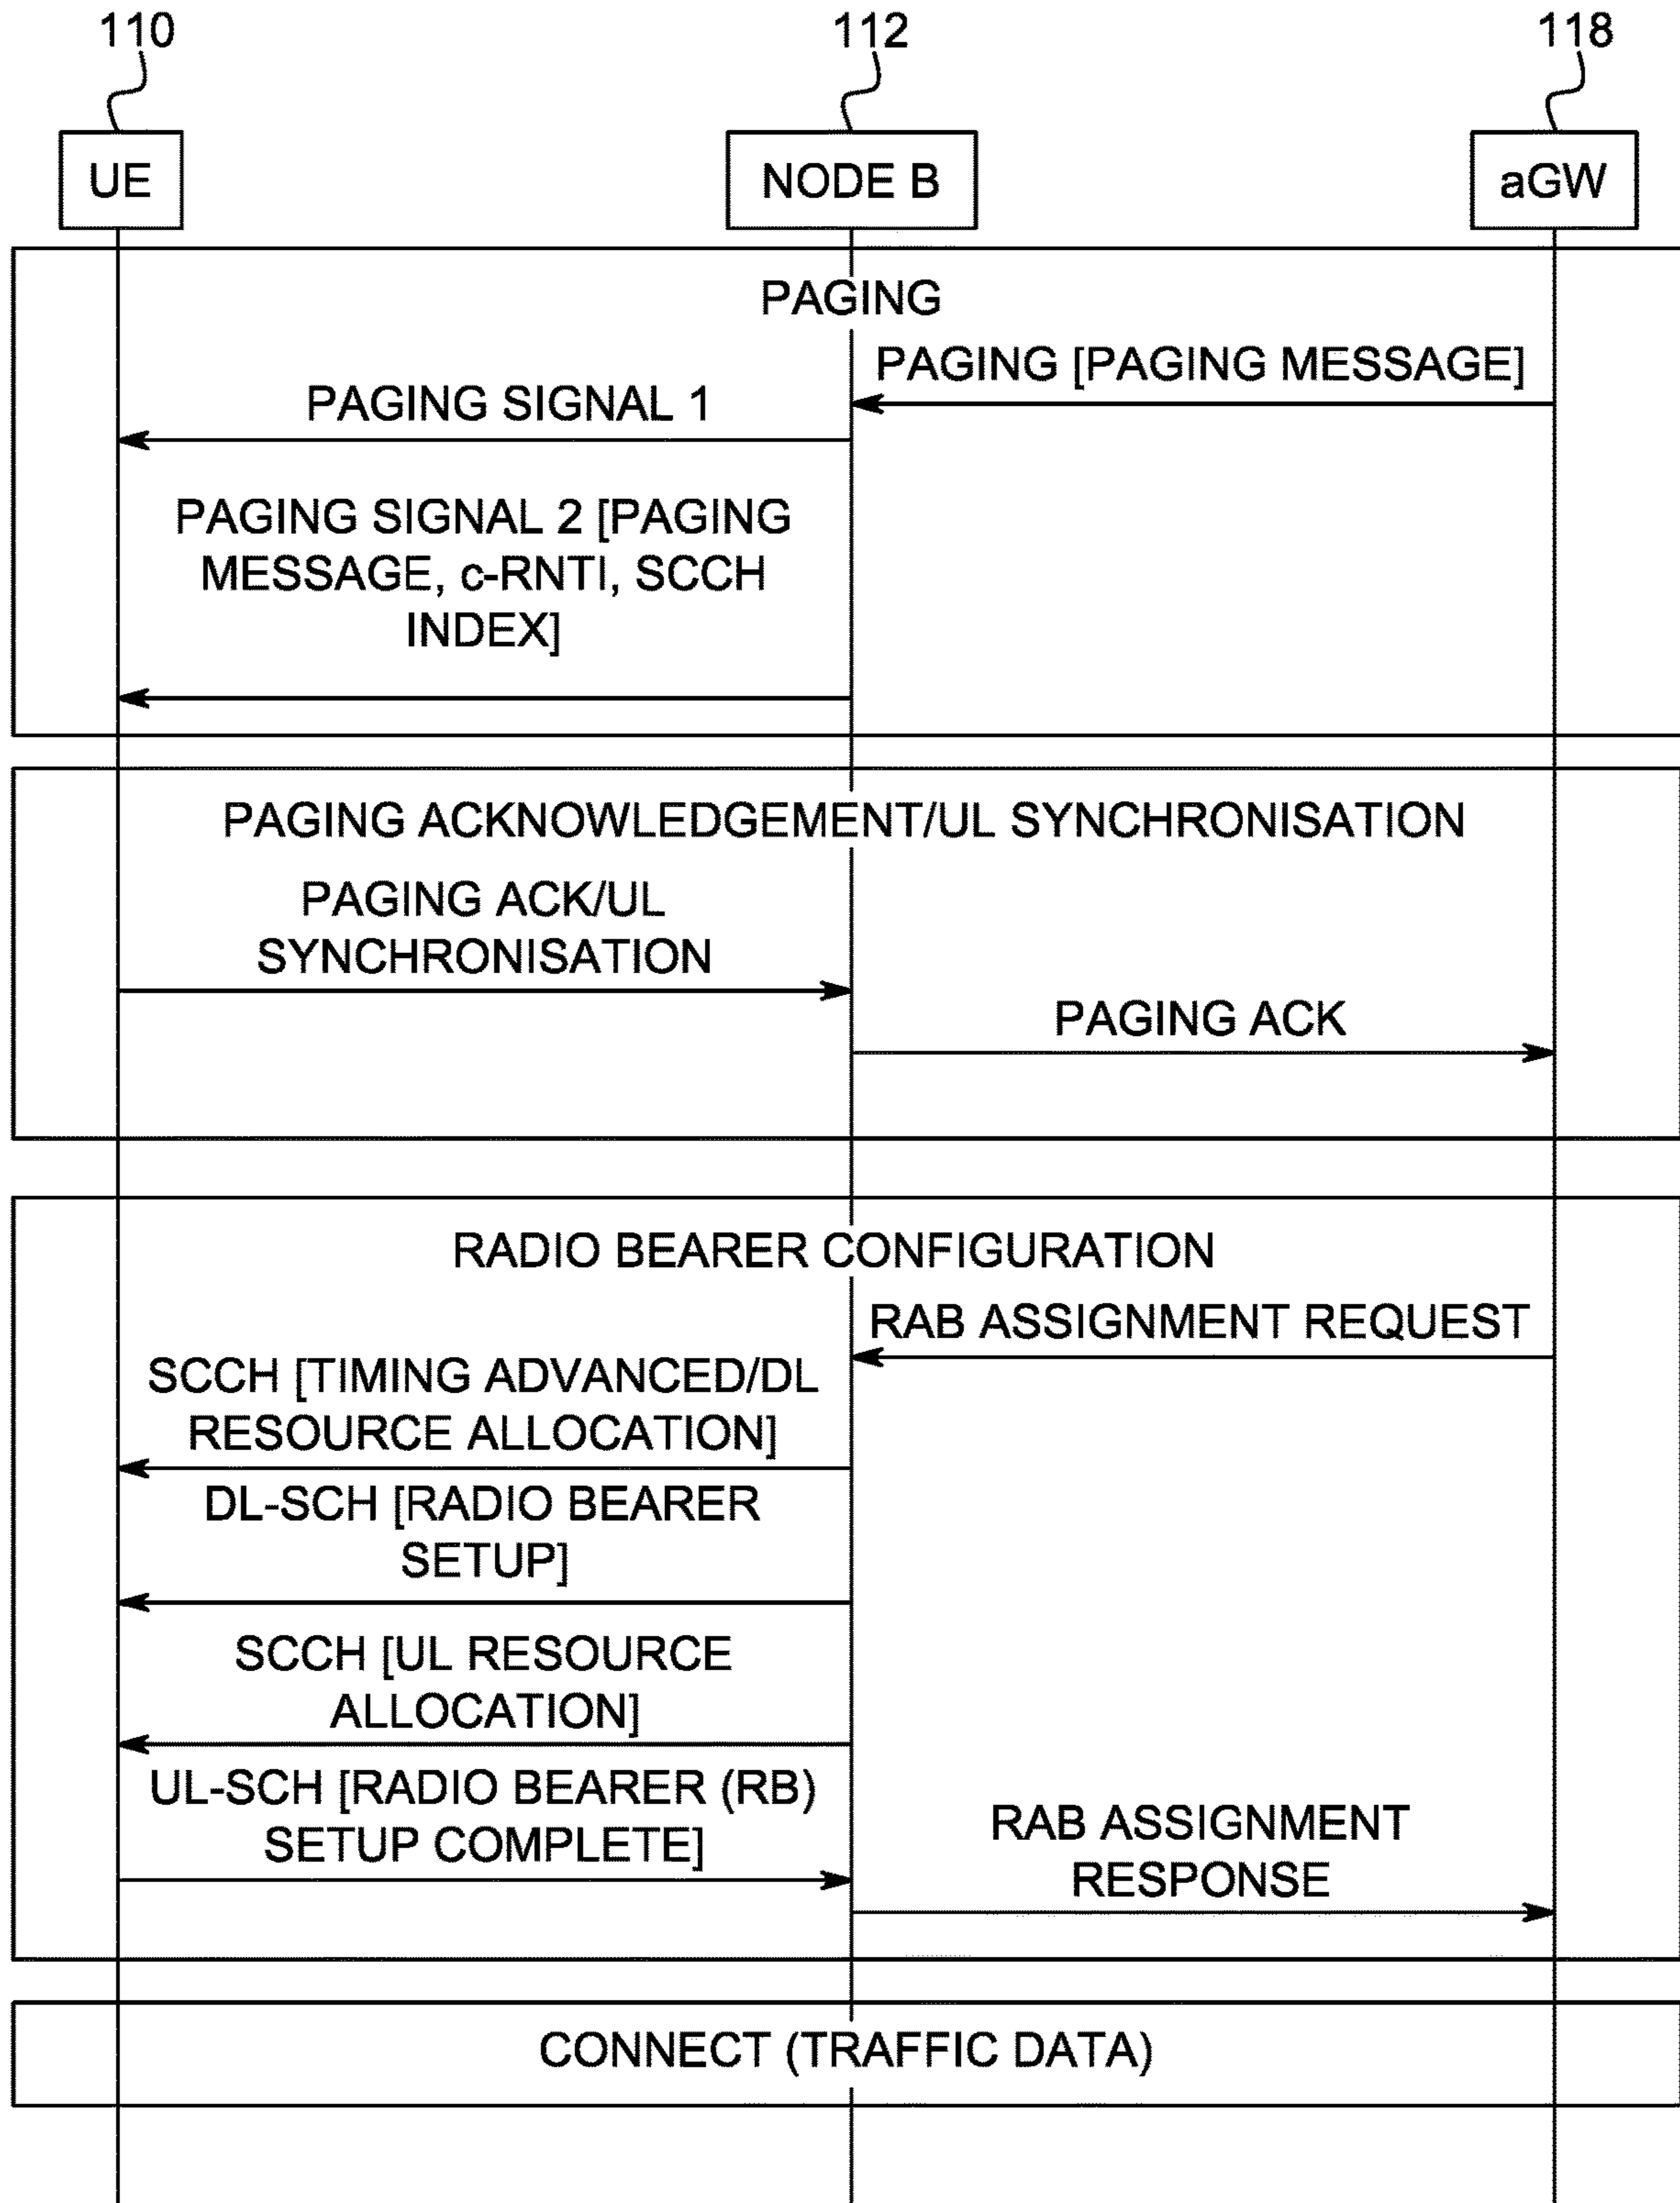 110
112
118
UE
NODE B
aGW
PAGING
PAGING [PAGING MESSAGE]
PAGING SIGNAL 1
PAGING SIGNAL 2 [PAGING
MESSAGE, c-RNTI, SCCH
INDEX]
PAGING ACKNOWLEDGEMENT/UL SYNCHRONISATION
PAGING ACK/UL
SYNCHRONISATION
PAGING ACK
RADIO BEARER CONFIGURATION
RAB ASSIGNMENT REQUEST
SCCH [TIMING ADVANCED/DL
RESOURCE ALLOCATION]
DL-SCH [RADIO BEARER
SETUP]
SCCH [UL RESOURCE
ALLOCATION]
UL-SCH [RADIO BEARER (RB)
SETUP COMPLETE]
RAB ASSIGNMENT
RESPONSE
CONNECT (TRAFFIC DATA)